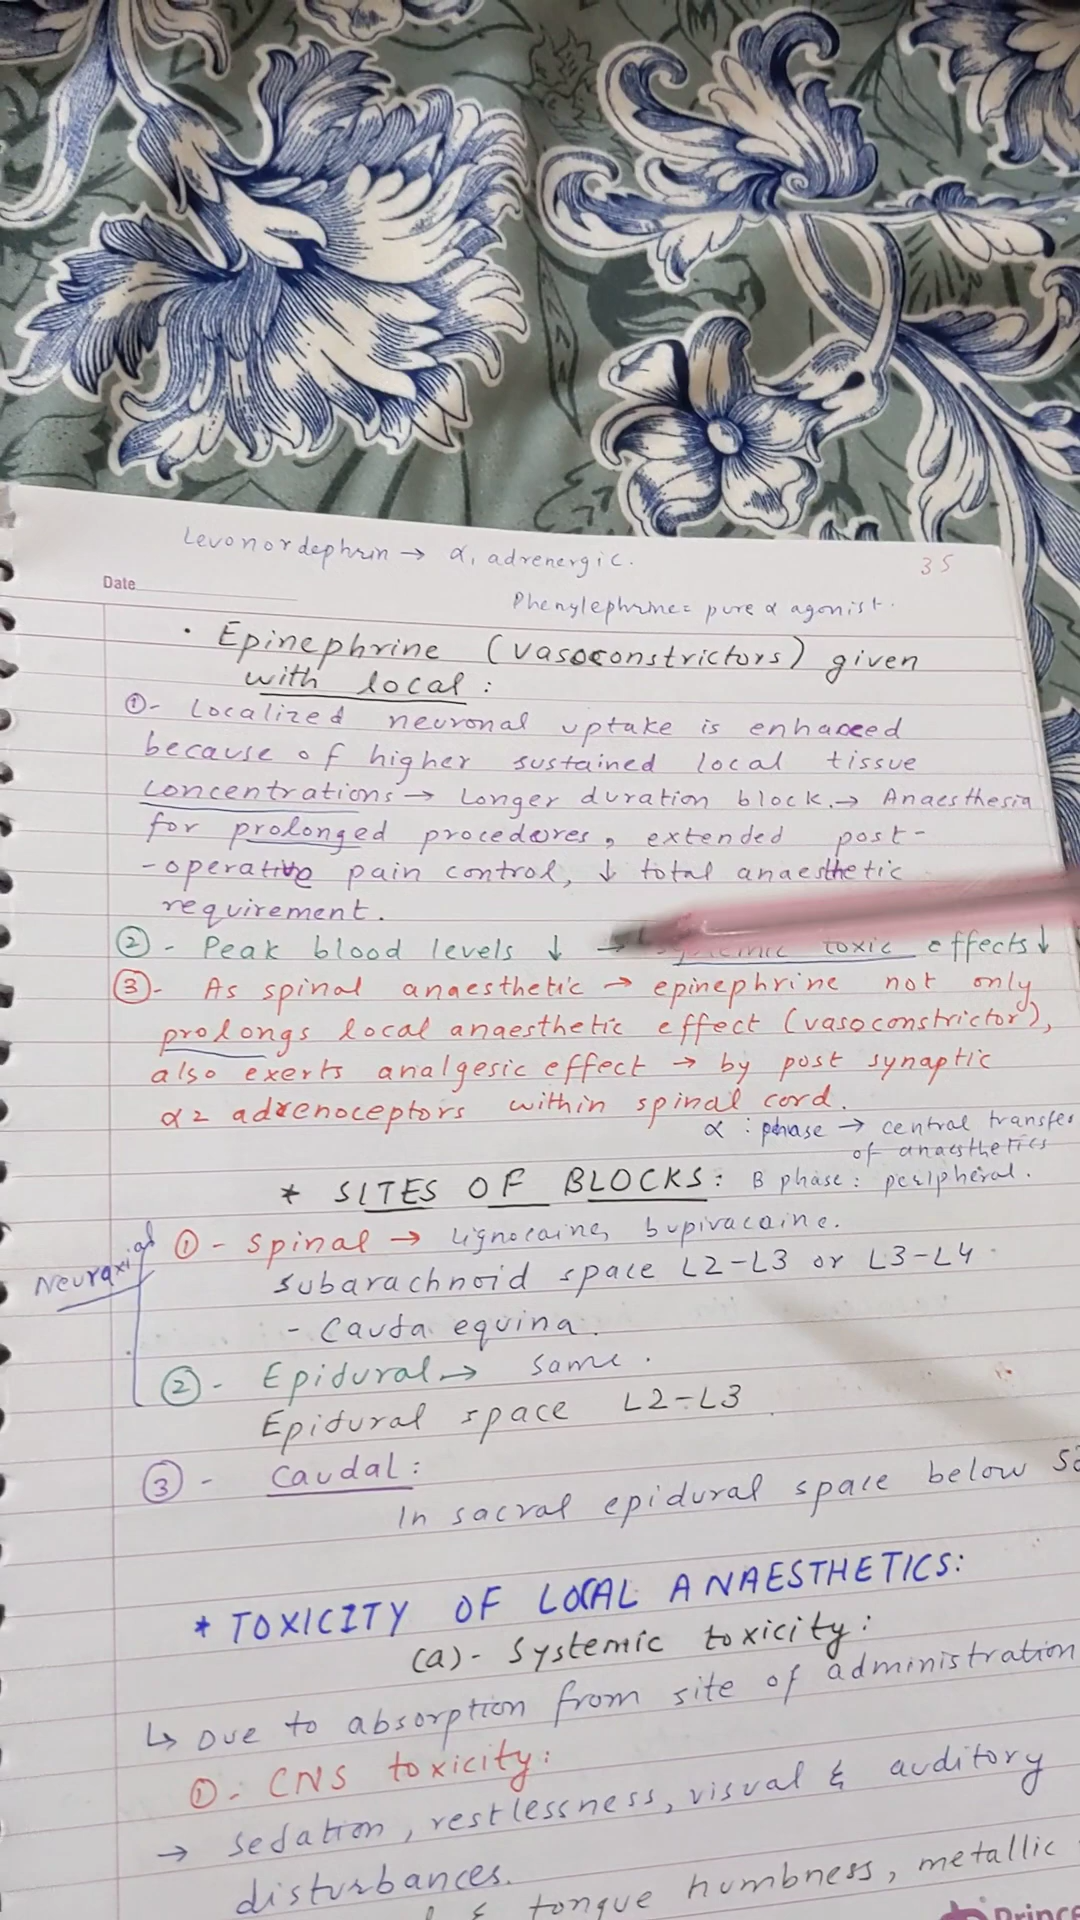 Levonordephrin → α, adrenergic.
35
Date
Phenylephrine = pure α agonist.
· Epinephrine (vasoconstrictors) given
with local :
①- Localized neuronal uptake is enhanced
because of higher sustained local tissue
concentrations → Longer duration block. → Anaesthesia
for prolonged procedures, extended post-
-operative pain control, ↓ total anaesthetic
requirement.
②- Peak blood levels ↓ → toxic effects ↓
③- As spinal anaesthetic → epinephrine not only
prolongs local anaesthetic effect (vasoconstrictor),
also exerts analgesic effect → by post synaptic
α2 adrenoceptors within spinal cord.
α : phase → central transfer
of anaesthetics
* SITES OF BLOCKS: B phase : peripheral.
Neuraxial
①- Spinal → Lignocaine, bupivacaine.
subarachnoid space L2-L3 or L3-L4
- Cauda equina.
②- Epidural → same.
Epidural space L2-L3
③- Caudal :
In sacral epidural space below
* TOXICITY OF LOCAL ANAESTHETICS:
(a)- Systemic toxicity :
↳ Due to absorption from site of administration
①- CNS toxicity :
→ sedation, restlessness, visual & auditory
disturbances.
& tongue numbness, metallic
Prince